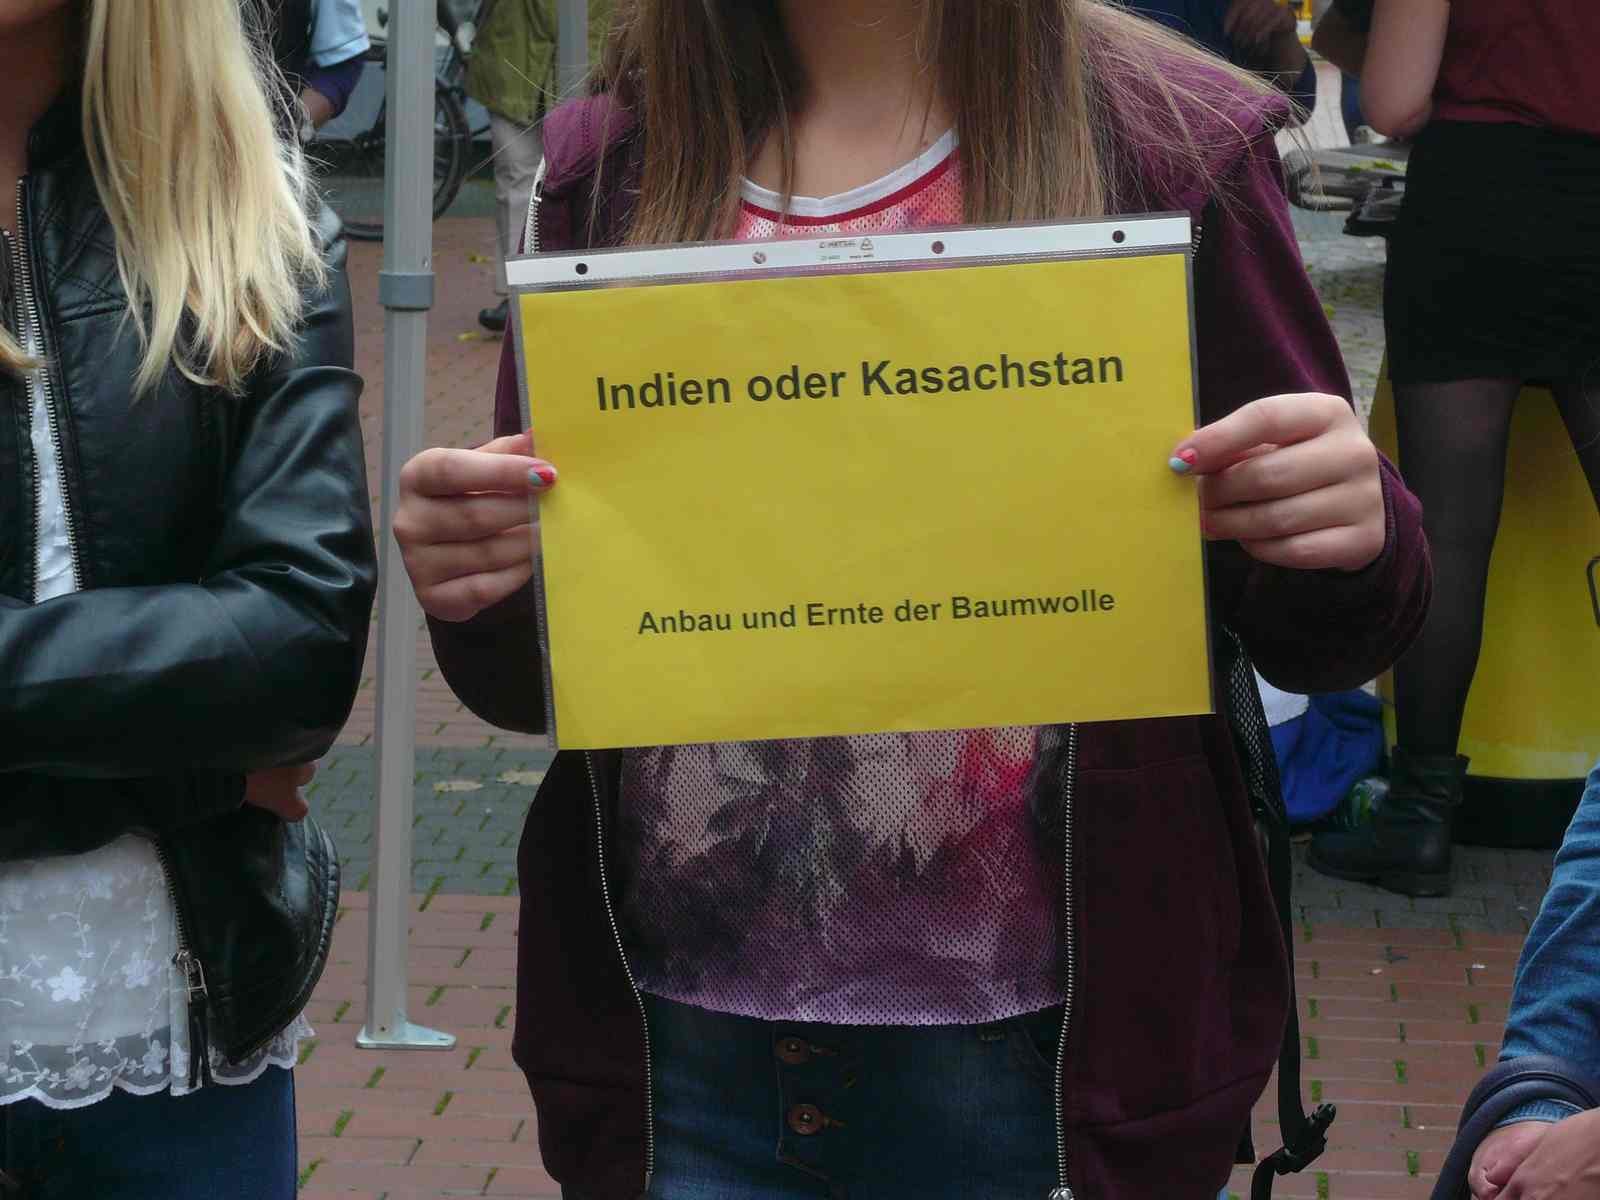 Indien oder Kasachstan
Anbau und Ernte der Baumwolle